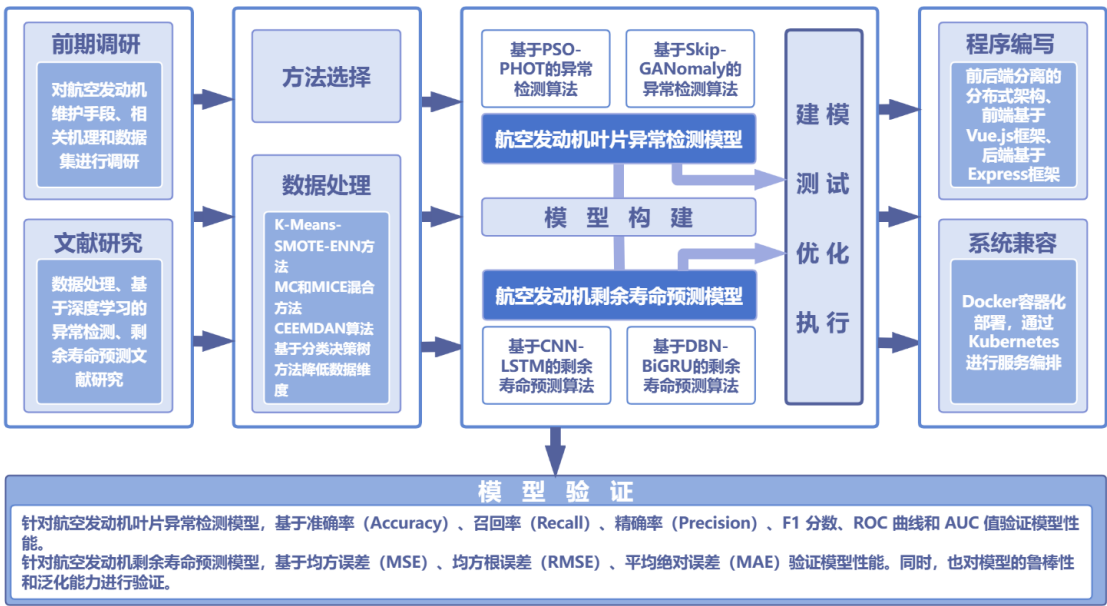 前期调研
对航空发动机
维护手段、相
关机理和数据
集进行调研
文献研究
数据处理、基
于深度学习的
异常检测、剩
余寿命预测文
献研究
方法选择
数据处理
K-Means-
SMOTE-ENN方
法
MC和MICE混合
方法
CEEMDAN算法
基于分类决策树
方法降低数据维
度
基于PSO-
PHOT的异常
检测算法
基于Skip-
GANomaly的
异常检测算法
航空发动机叶片异常检测模型
模 型 构 建
航空发动机剩余寿命预测模型
基于CNN-
LSTM的剩余
寿命预测算法
基于DBN-
BiGRU的剩余
寿命预测算法
建 模
测 试
优 化
执 行
程序编写
前后端分离的
分布式架构、
前端基于
Vue.js框架、
后端基于
Express框架
系统兼容
Docker容器化
部署，通过
Kubernetes
进行服务编排
模 型 验 证
针对航空发动机叶片异常检测模型，基于准确率（Accuracy）、召回率（Recall）、精确率（Precision）、F1 分数、ROC 曲线和 AUC 值验证模型性
能。
针对航空发动机剩余寿命预测模型，基于均方误差（MSE）、均方根误差（RMSE）、平均绝对误差（MAE）验证模型性能。同时，也对模型的鲁棒性
和泛化能力进行验证。